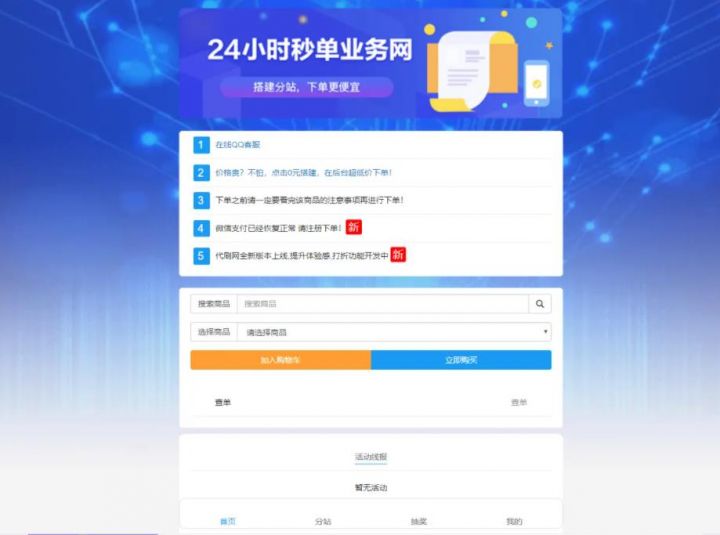 24小时秒单业务网
搭建分站，下单更便宜
1 在线QQ客服
2 价格贵？不怕，点击0元搭建，在后台超低价下单！
3 下单之前请一定要看完该商品的注意事项再进行下单！
4 微信支付已经恢复正常 请注册下单！ 新
5 代刷网全新版本上线,提升体验感,打折功能开发中 新
搜索商品 搜索商品
选择商品 请选择商品
加入购物车 立即购买
查单 查单
活动线报
暂无活动
首页 分站 抽奖 我的